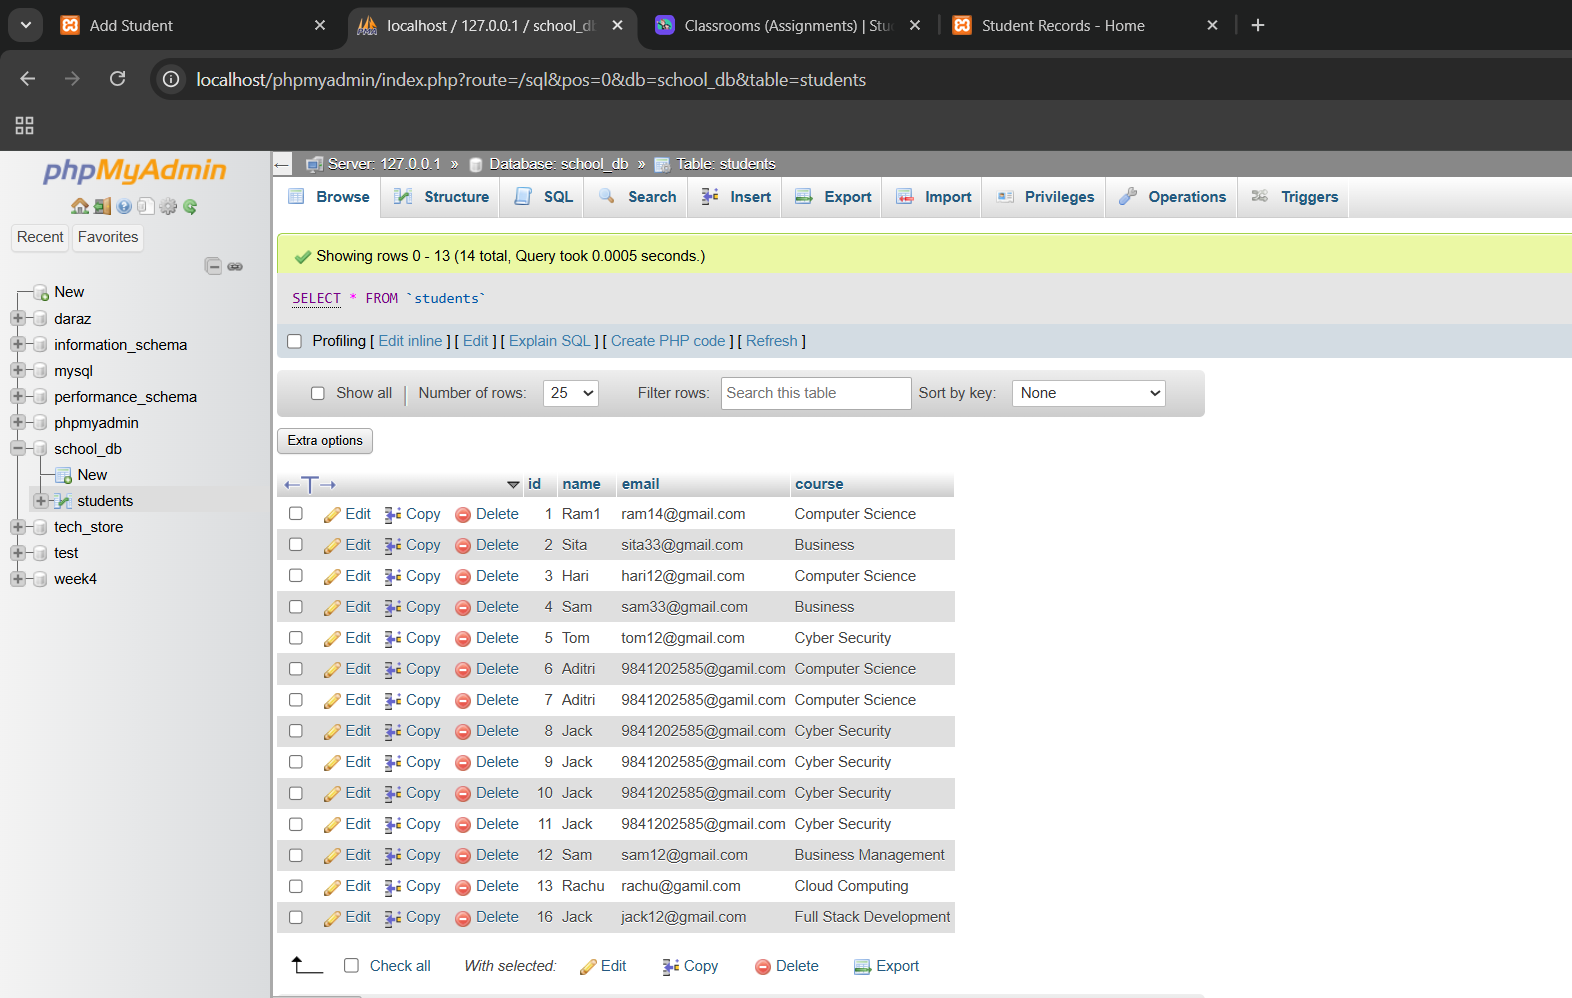 Add Student
localhost / 127.0.0.1 / school_db
Classrooms (Assignments) | Stu
Student Records - Home
localhost/phpmyadmin/index.php?route=/sql&pos=0&db=school_db&table=students
phpMyAdmin
Recent Favorites
New
daraz
information_schema
mysql
performance_schema
phpmyadmin
school_db
New
students
tech_store
test
week4
Server: 127.0.0.1 » Database: school_db » Table: students
Browse Structure SQL Search Insert Export Import Privileges Operations Triggers
Showing rows 0 - 13 (14 total, Query took 0.0005 seconds.)
SELECT * FROM `students`
Profiling [ Edit inline ] [ Edit ] [ Explain SQL ] [ Create PHP code ] [ Refresh ]
Show all | Number of rows: 25 Filter rows: Search this table Sort by key: None
Extra options
←T→ id name email course
Edit Copy Delete 1 Ram1 ram14@gmail.com Computer Science
Edit Copy Delete 2 Sita sita33@gmail.com Business
Edit Copy Delete 3 Hari hari12@gmail.com Computer Science
Edit Copy Delete 4 Sam sam33@gmail.com Business
Edit Copy Delete 5 Tom tom12@gmail.com Cyber Security
Edit Copy Delete 6 Aditri 9841202585@gamil.com Computer Science
Edit Copy Delete 7 Aditri 9841202585@gamil.com Computer Science
Edit Copy Delete 8 Jack 9841202585@gmail.com Cyber Security
Edit Copy Delete 9 Jack 9841202585@gmail.com Cyber Security
Edit Copy Delete 10 Jack 9841202585@gmail.com Cyber Security
Edit Copy Delete 11 Jack 9841202585@gmail.com Cyber Security
Edit Copy Delete 12 Sam sam12@gmail.com Business Management
Edit Copy Delete 13 Rachu rachu@gamil.com Cloud Computing
Edit Copy Delete 16 Jack jack12@gmail.com Full Stack Development
Check all With selected: Edit Copy Delete Export